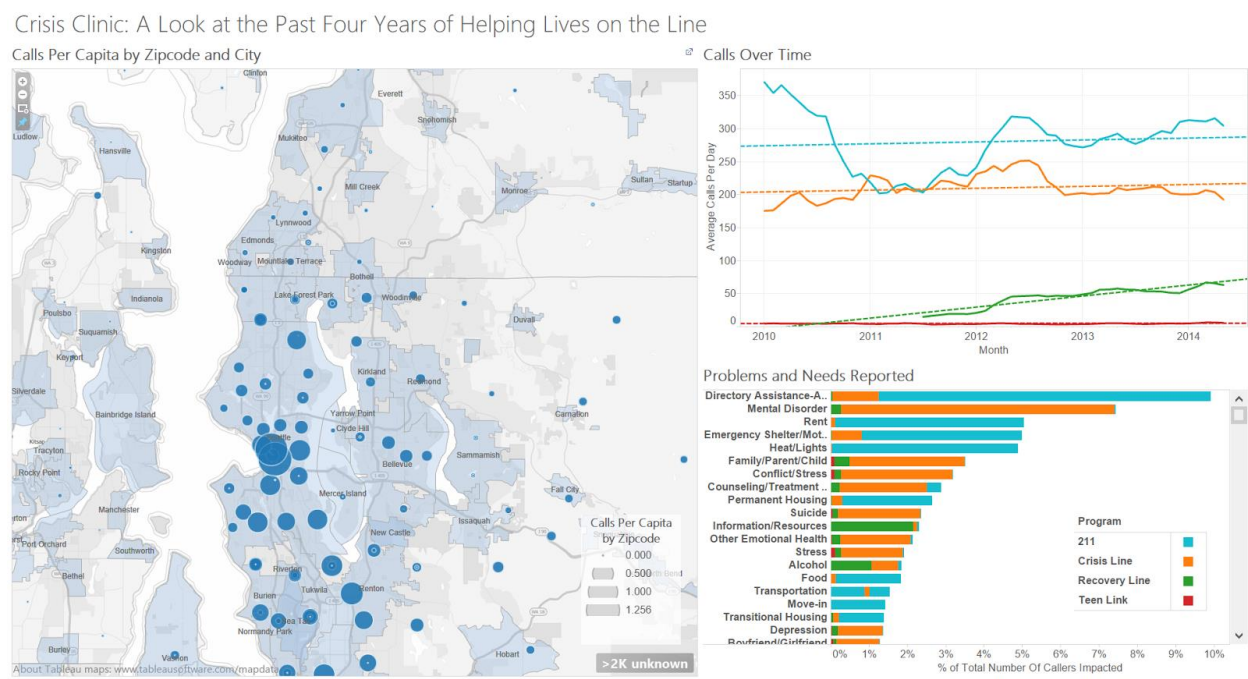 Crisis Clinic: A Look at the Past Four Years of Helping Lives on the Line
Calls Per Capita by Zipcode and City
Clinton
Everett
Snohomish
Ludlow
Mukilteo
Hansville
Mill Creek
Monroe
Sultan
Startup
Lynnwood
Edmonds
Kingston
Woodway
Mountlake Terrace
Bothell
Indianola
Lake Forest Park
Woodinville
Poulsbo
Duvall
Suquamish
Keyport
Kirkland
Redmond
Silverdale
Bainbridge Island
Yarrow Point
Carnation
Clyde Hill
Kitsap
Tracyton
Bellevue
Sammamish
Rocky Point
Mercer Island
Fall City
Manchester
Issaquah
New Castle
Port Orchard
Southworth
Bethel
Riverton
Burien
Tukwila
Renton
Normandy Park
Burley
Vashon
Hobart
About Tableau maps: www.tableausoftware.com/mapdata
Calls Per Capita
by Zipcode
0.000
0.500
1.000
1.256
>2K unknown
Calls Over Time
Average Calls Per Day
350
300
250
200
150
100
50
0
2010
2011
2012
2013
2014
Month
Problems and Needs Reported
Directory Assistance-A..
Mental Disorder
Rent
Emergency Shelter/Mot..
Heat/Lights
Family/Parent/Child
Conflict/Stress
Counseling/Treatment ..
Permanent Housing
Suicide
Information/Resources
Other Emotional Health
Stress
Alcohol
Food
Transportation
Move-in
Transitional Housing
Depression
Boyfriend/Girlfriend
Program
211
Crisis Line
Recovery Line
Teen Link
0% 1% 2% 3% 4% 5% 6% 7% 8% 9% 10%
% of Total Number Of Callers Impacted